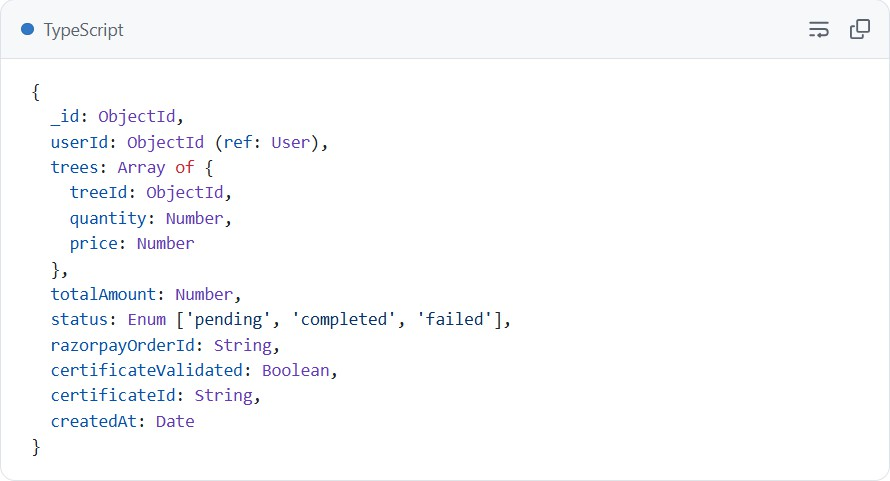 TypeScript
{
  _id: ObjectId,
  userId: ObjectId (ref: User),
  trees: Array of {
    treeId: ObjectId,
    quantity: Number,
    price: Number
  },
  totalAmount: Number,
  status: Enum ['pending', 'completed', 'failed'],
  razorpayOrderId: String,
  certificateValidated: Boolean,
  certificateId: String,
  createdAt: Date
}